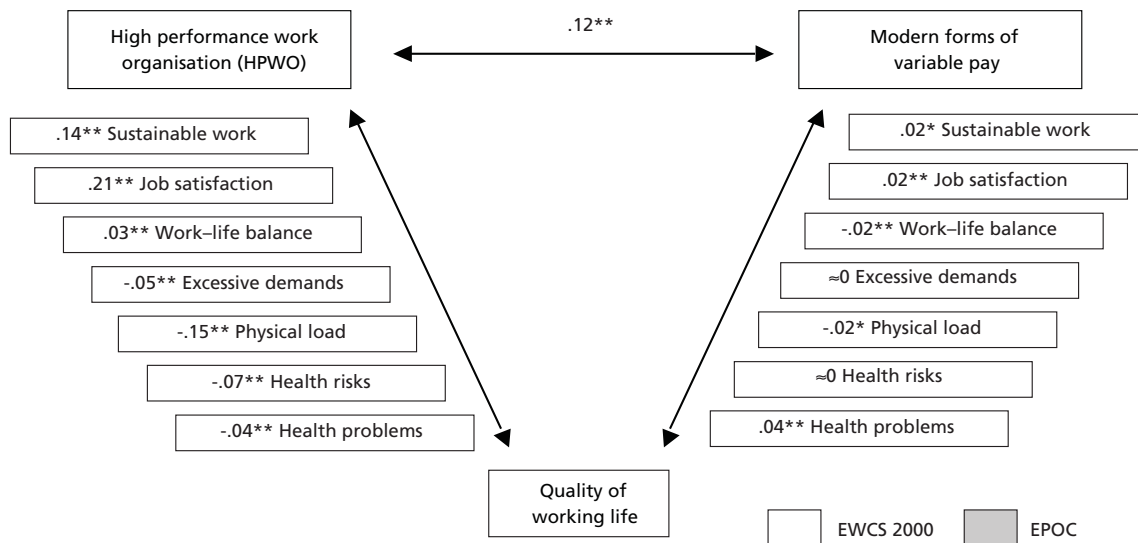 .12**
High performance work
organisation (HPWO)
Modern forms of
variable pay
.14** Sustainable work
.21** Job satisfaction
.03** Work–life balance
-.05** Excessive demands
-.15** Physical load
-.07** Health risks
-.04** Health problems
.02* Sustainable work
.02** Job satisfaction
-.02** Work–life balance
≈0 Excessive demands
-.02* Physical load
≈0 Health risks
.04** Health problems
Quality of
working life
EWCS 2000
EPOC